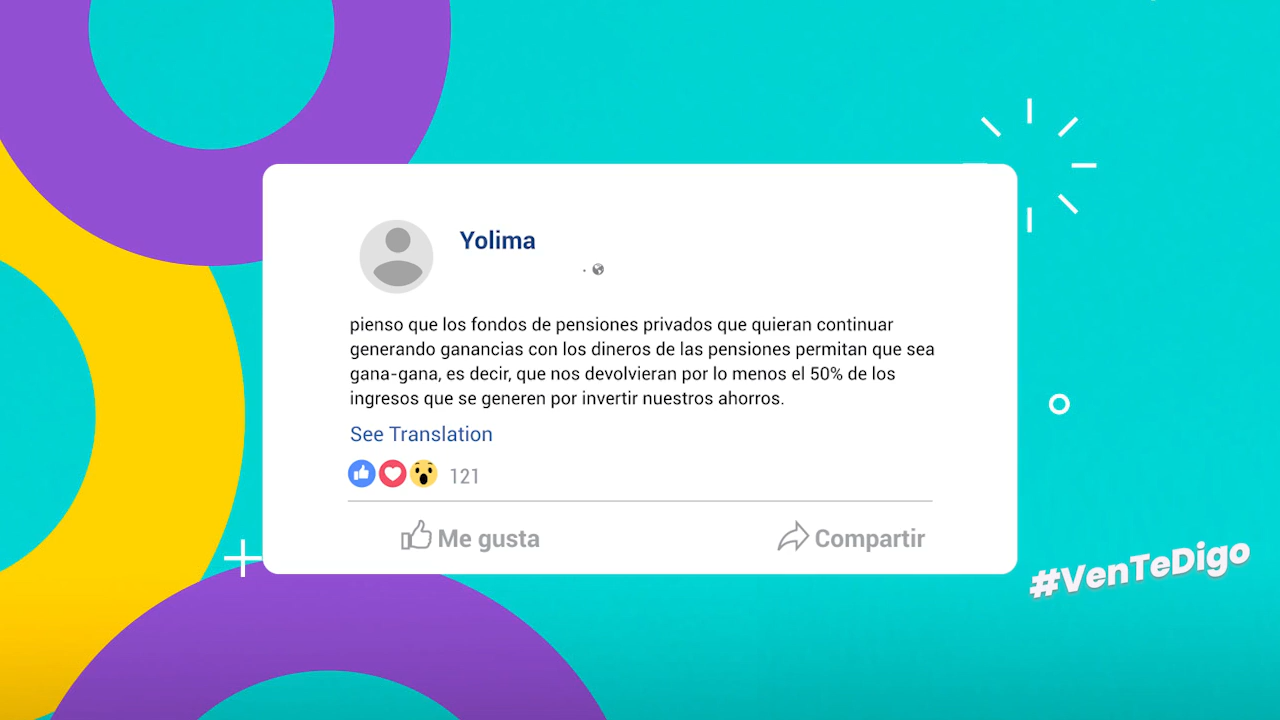 Yolima
pienso que los fondos de pensiones privados que quieran continuar
generando ganancias con los dineros de las pensiones permitan que sea
gana-gana, es decir, que nos devolvieran por lo menos el 50% de los
ingresos que se generen por invertir nuestros ahorros.
See Translation
121
Me gusta
Compartir
#VenTeDigo